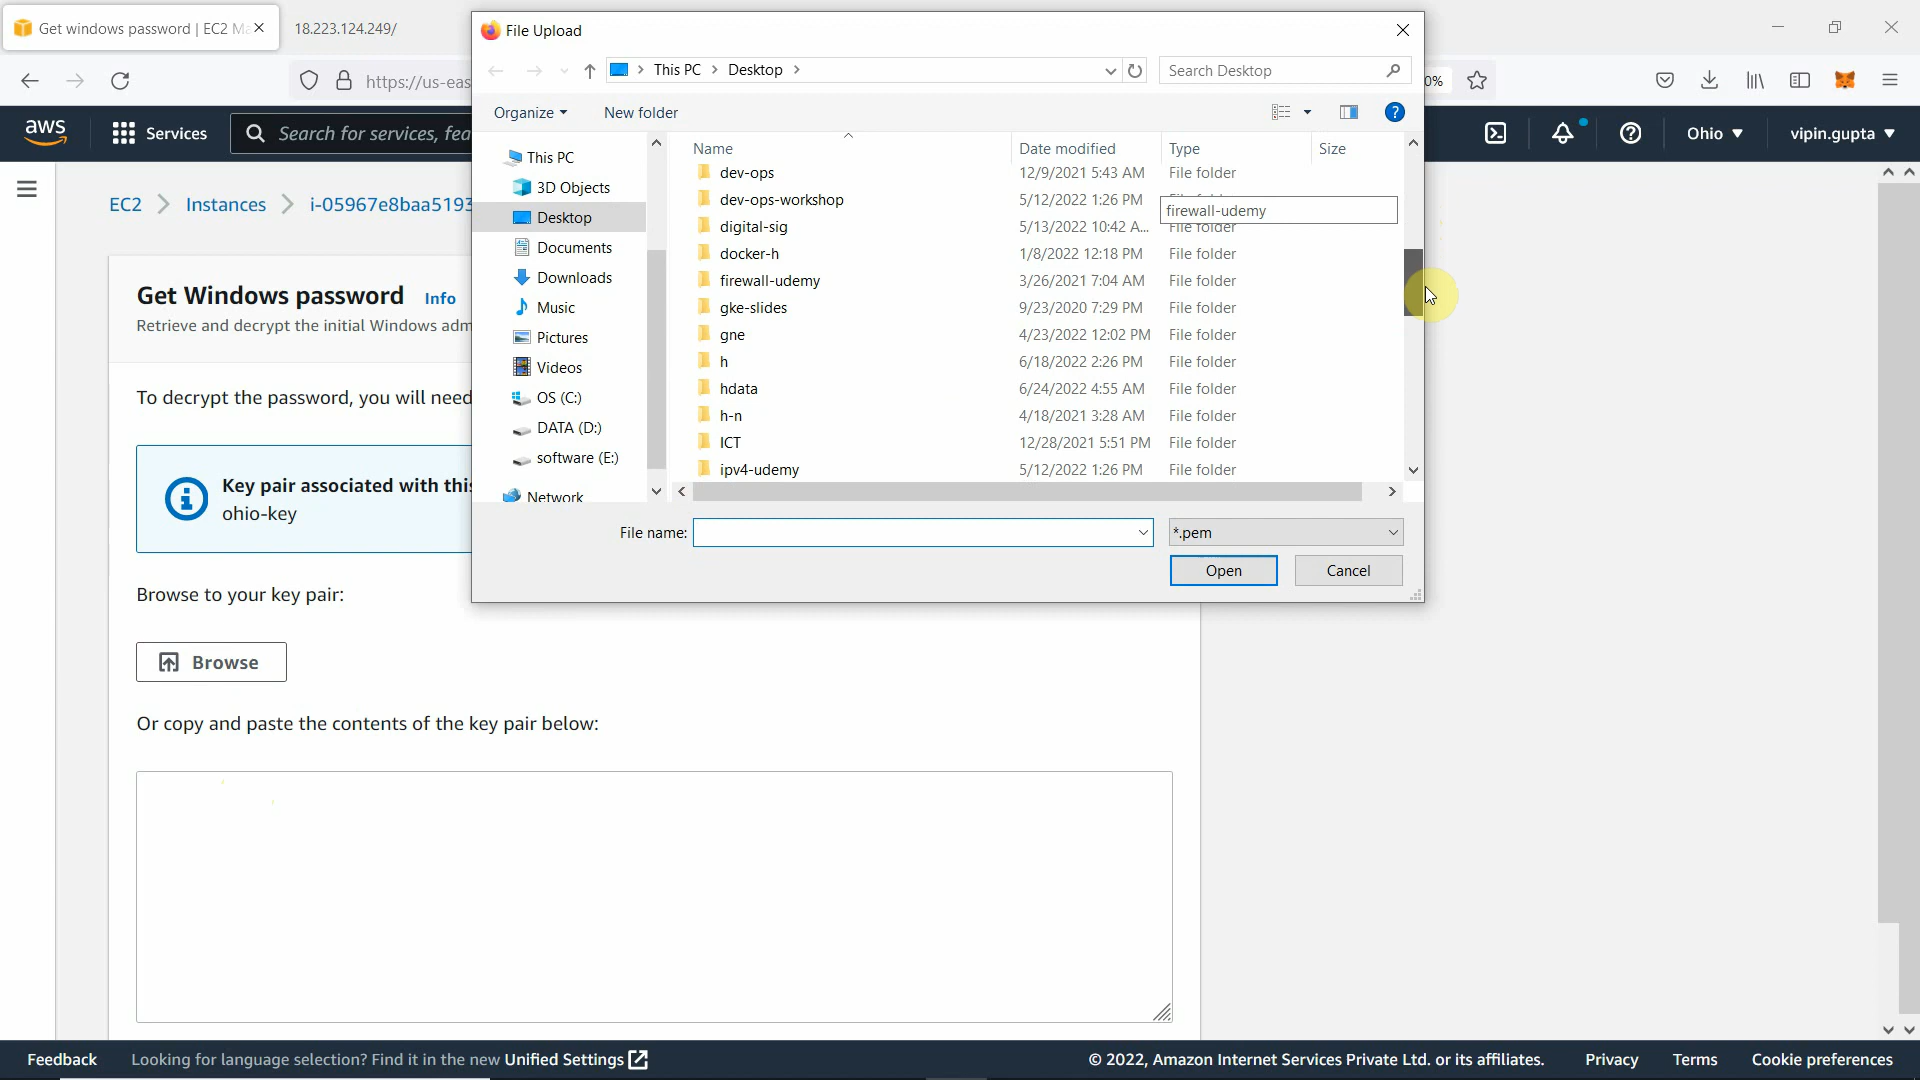 Get windows password | EC2 Ma
18.223.124.249/
File Upload
https://us-eas
0%
This PC
Desktop
Search Desktop
Organize
New folder
aws
Services
Search for services, fea
Ohio
vipin.gupta
Name
Date modified
Type
Size
This PC
3D Objects
Desktop
Documents
Downloads
Music
Pictures
Videos
OS (C:)
DATA (D:)
software (E:)
Network
dev-ops 12/9/2021 5:43 AM File folder
dev-ops-workshop 5/12/2022 1:26 PM
firewall-udemy
digital-sig 5/13/2022 10:42 A... File folder
docker-h 1/8/2022 12:18 PM File folder
firewall-udemy 3/26/2021 7:04 AM File folder
gke-slides 9/23/2020 7:29 PM File folder
gne 4/23/2022 12:02 PM File folder
h 6/18/2022 2:26 PM File folder
hdata 6/24/2022 4:55 AM File folder
h-n 4/18/2021 3:28 AM File folder
ICT 12/28/2021 5:51 PM File folder
ipv4-udemy 5/12/2022 1:26 PM File folder
File name:
*.pem
Open
Cancel
EC2
Instances
i-05967e8baa5193
Get Windows password
Info
Retrieve and decrypt the initial Windows adm
To decrypt the password, you will need
Key pair associated with this
ohio-key
Browse to your key pair:
Browse
Or copy and paste the contents of the key pair below:
Feedback
Looking for language selection? Find it in the new Unified Settings
© 2022, Amazon Internet Services Private Ltd. or its affiliates.
Privacy
Terms
Cookie preferences